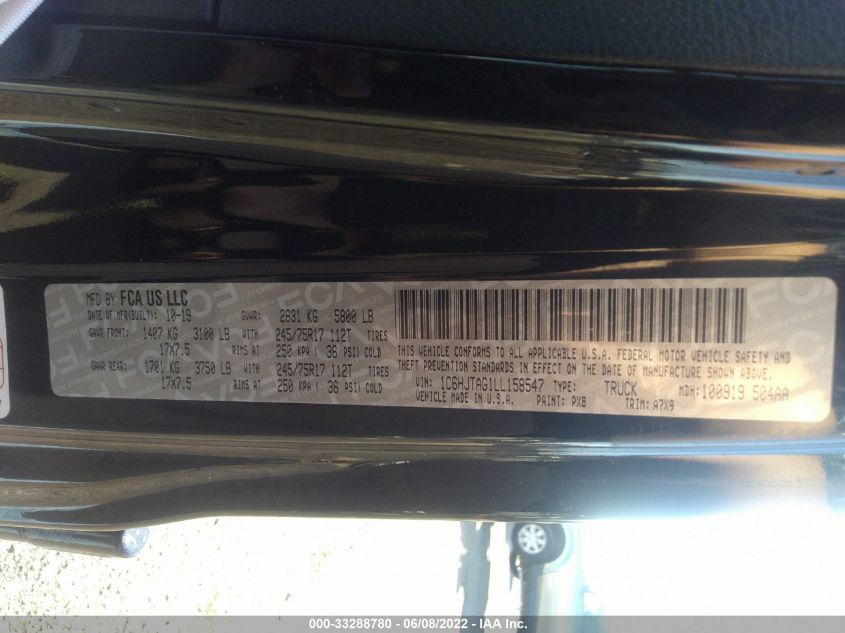 MFD BY FCA US LLC
DATE OF MFR(BUILT): 10-19 GVWR: 2631 KG 5800 LB
GAWR FRONT: 1407 KG 3100 LB WITH 245/75R17 112T TIRES
17X7.5 RIMS AT 250 KPA ( 36 PSI) COLD
GAWR REAR: 1701 KG 3750 LB WITH 245/75R17 112T TIRES
17X7.5 RIMS AT 250 KPA ( 36 PSI) COLD
THIS VEHICLE CONFORMS TO ALL APPLICABLE U.S.A. FEDERAL MOTOR VEHICLE SAFETY AND
THEFT PREVENTION STANDARDS IN EFFECT ON THE DATE OF MANUFACTURE SHOWN ABOVE.
VIN: 1C6HJTAG1LL158547 TYPE: TRUCK MDH: 100919 504AA
VEHICLE MADE IN U.S.A. PAINT: PX8 TRIM: A7X9
000-33288780 - 06/08/2022 - IAA Inc.